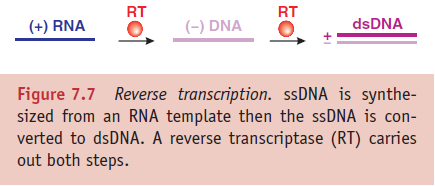 RT RT
(+) RNA (−) DNA dsDNA
±
Figure 7.7 Reverse transcription. ssDNA is synthe-
sized from an RNA template then the ssDNA is con-
verted to dsDNA. A reverse transcriptase (RT) carries
out both steps.